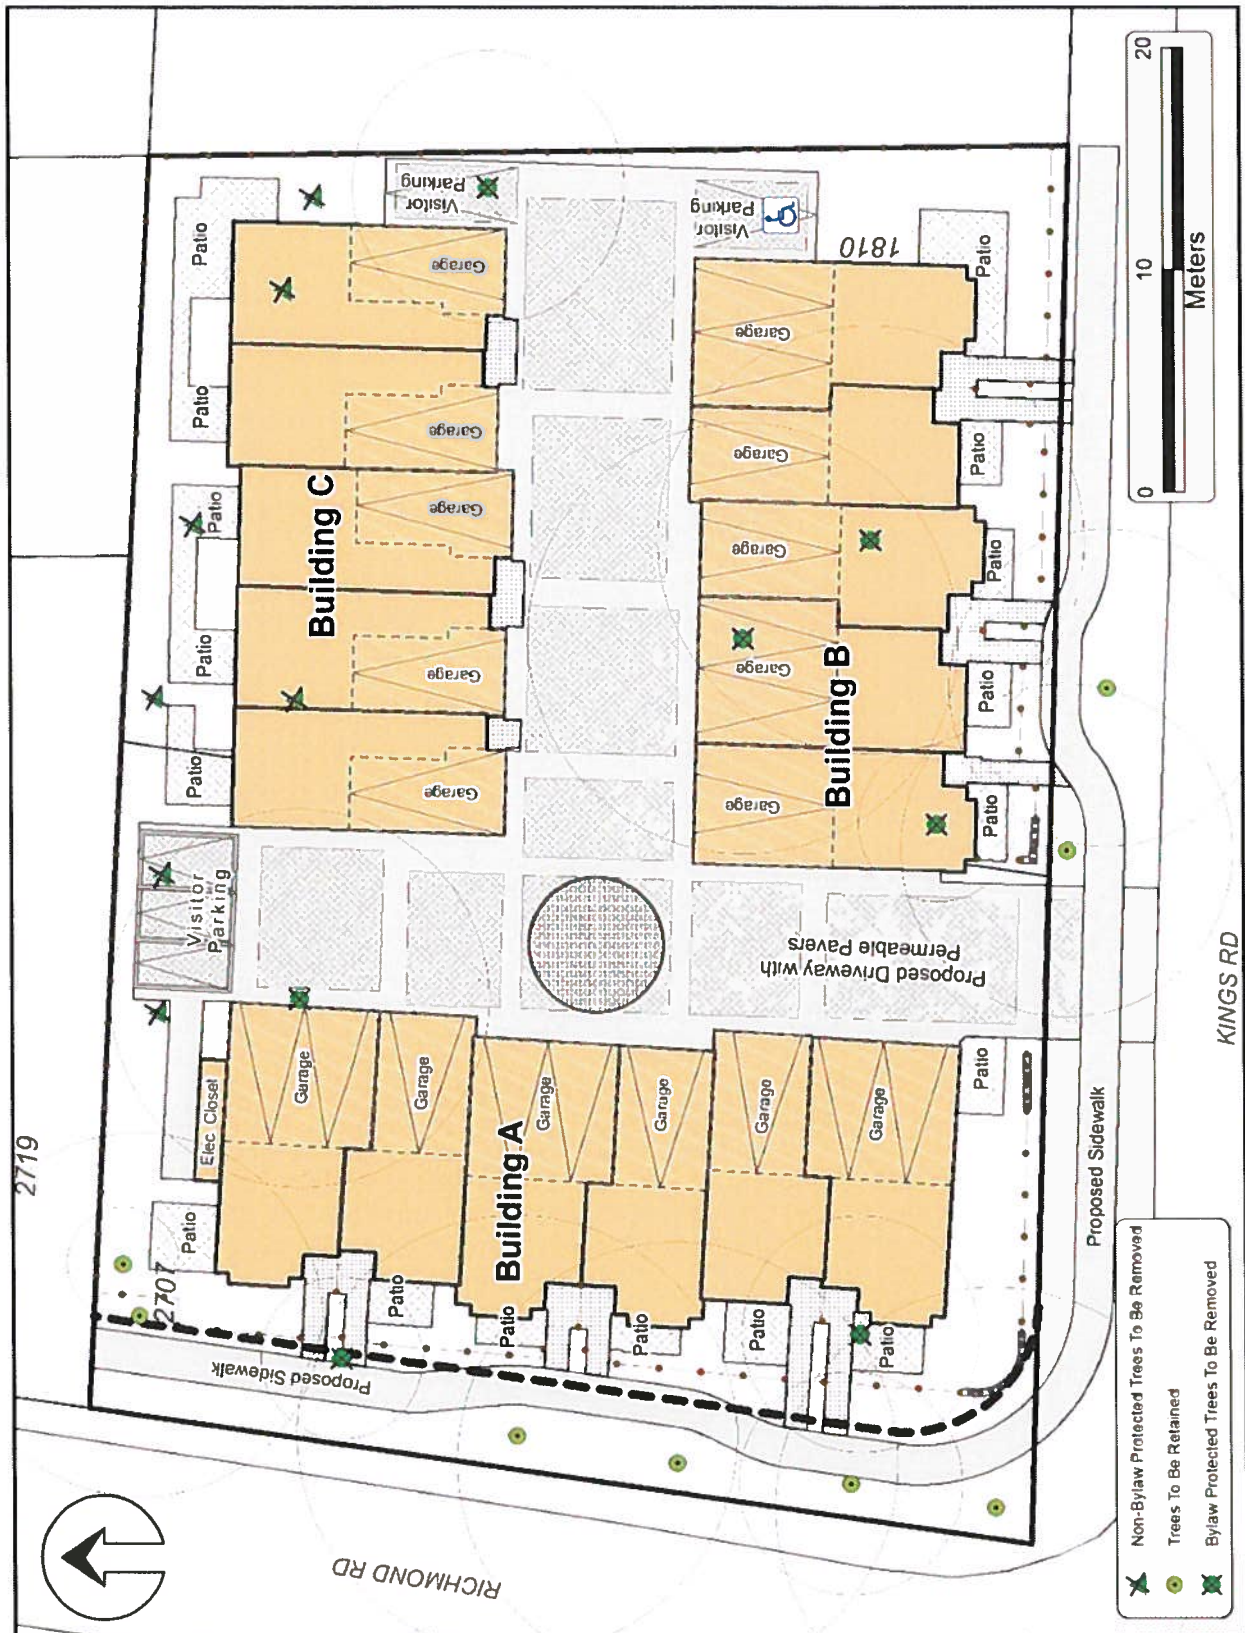 2719
2707
1810
Patio
Patio
Patio
Patio
Patio
Visitor
Parking
Visitor
Parking
Visitor
Parking
Building C
Garage
Garage
Garage
Garage
Garage
Building B
Garage
Garage
Garage
Garage
Garage
Patio
Patio
Patio
Patio
Patio
Proposed Driveway with
Permeable Pavers
Elec Closet
Building A
Garage
Garage
Garage
Garage
Garage
Garage
Patio
Patio
Patio
Patio
Patio
Patio
Patio
Proposed Sidewalk
Proposed Sidewalk
RICHMOND RD
KINGS RD
0
10
20
Meters
Non-Bylaw Protected Trees To Be Removed
Trees To Be Retained
Bylaw Protected Trees To Be Removed